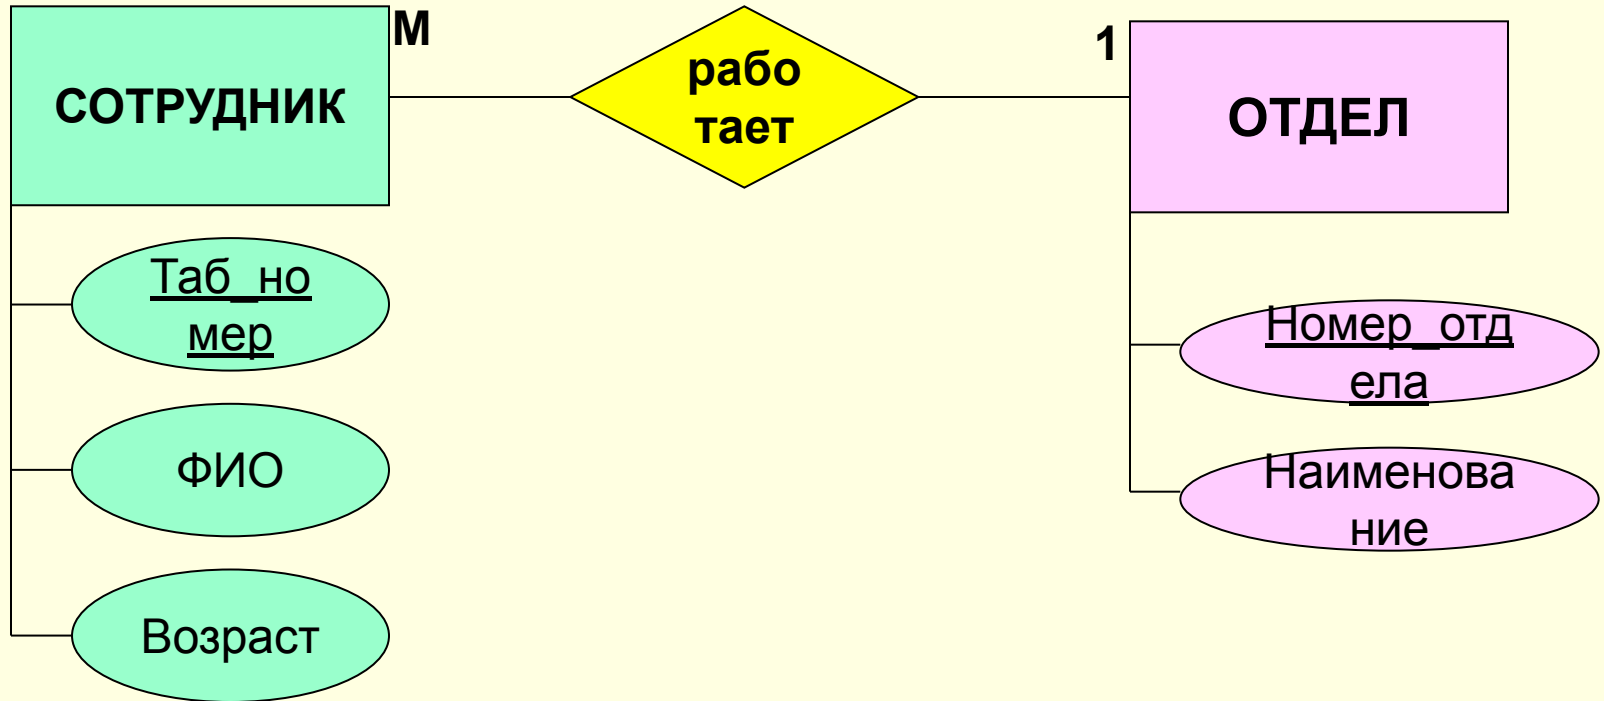 М
СОТРУДНИК
рабо
тает
1
ОТДЕЛ
Таб_но
мер
ФИО
Возраст
Номер_отд
ела
Наименова
ние